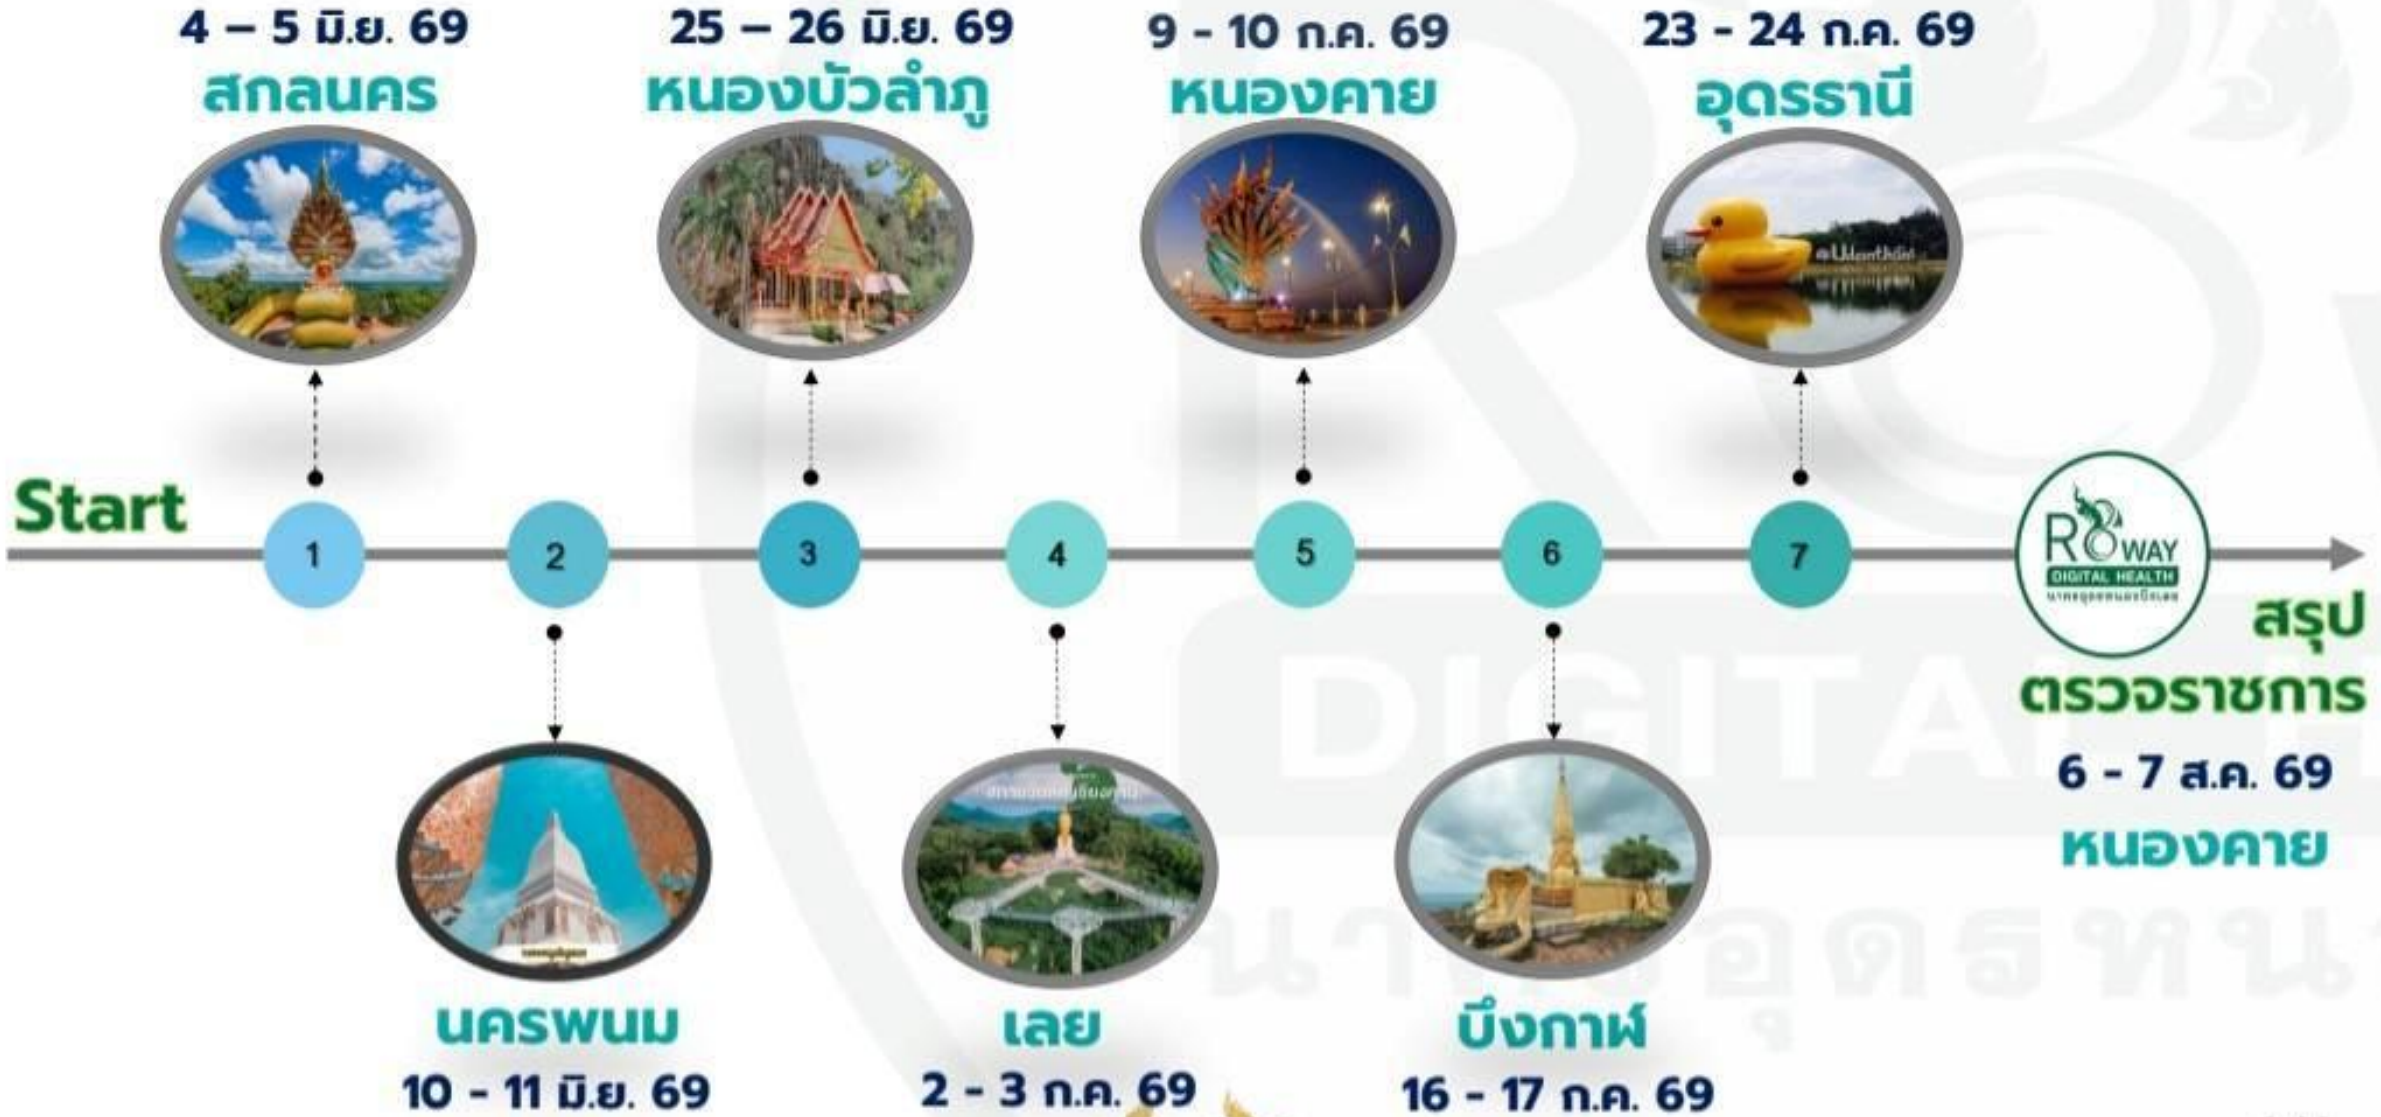 4 – 5 มิ.ย. 69
สกลนคร
25 – 26 มิ.ย. 69
หนองบัวลำภู
9 - 10 ก.ค. 69
หนองคาย
23 - 24 ก.ค. 69
อุดรธานี
@Udonthani
Start
1
2
3
4
5
6
7
R8 WAY
DIGITAL HEALTH
สรุป
ตรวจราชการ
6 - 7 ส.ค. 69
หนองคาย
นครพนม
10 - 11 มิ.ย. 69
เลย
2 - 3 ก.ค. 69
บึงกาฬ
16 - 17 ก.ค. 69
DIGITAL